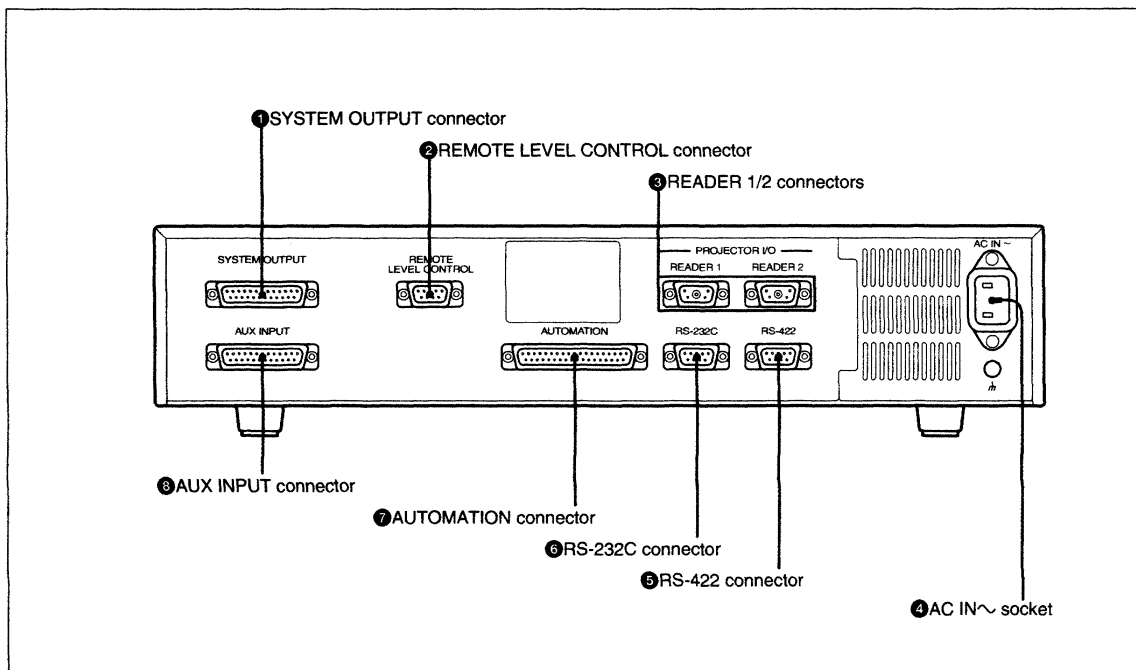 ❶SYSTEM OUTPUT connector
❷REMOTE LEVEL CONTROL connector
❸READER 1/2 connectors
SYSTEM OUTPUT
REMOTE
LEVEL CONTROL
PROJECTOR I/O
READER 1
READER 2
AC IN ~
AUX INPUT
AUTOMATION
RS-232C
RS-422
❽AUX INPUT connector
❼AUTOMATION connector
❻RS-232C connector
❺RS-422 connector
❹AC IN～ socket